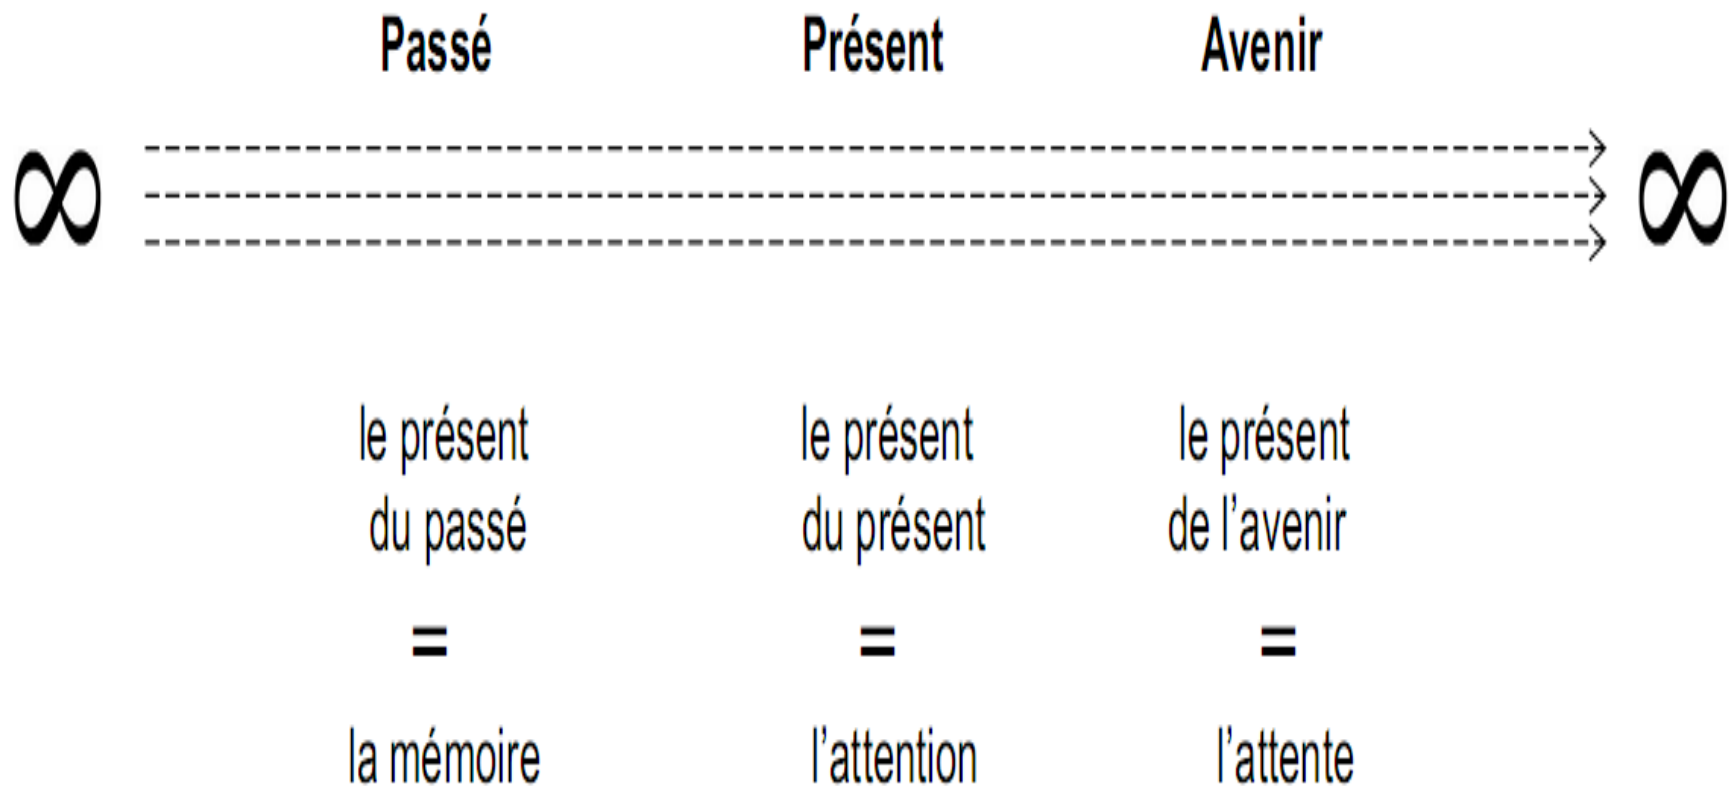 Passé Présent Avenir
∞ ∞
le présent le présent le présent
du passé du présent de l'avenir
= = =
la mémoire l'attention l'attente